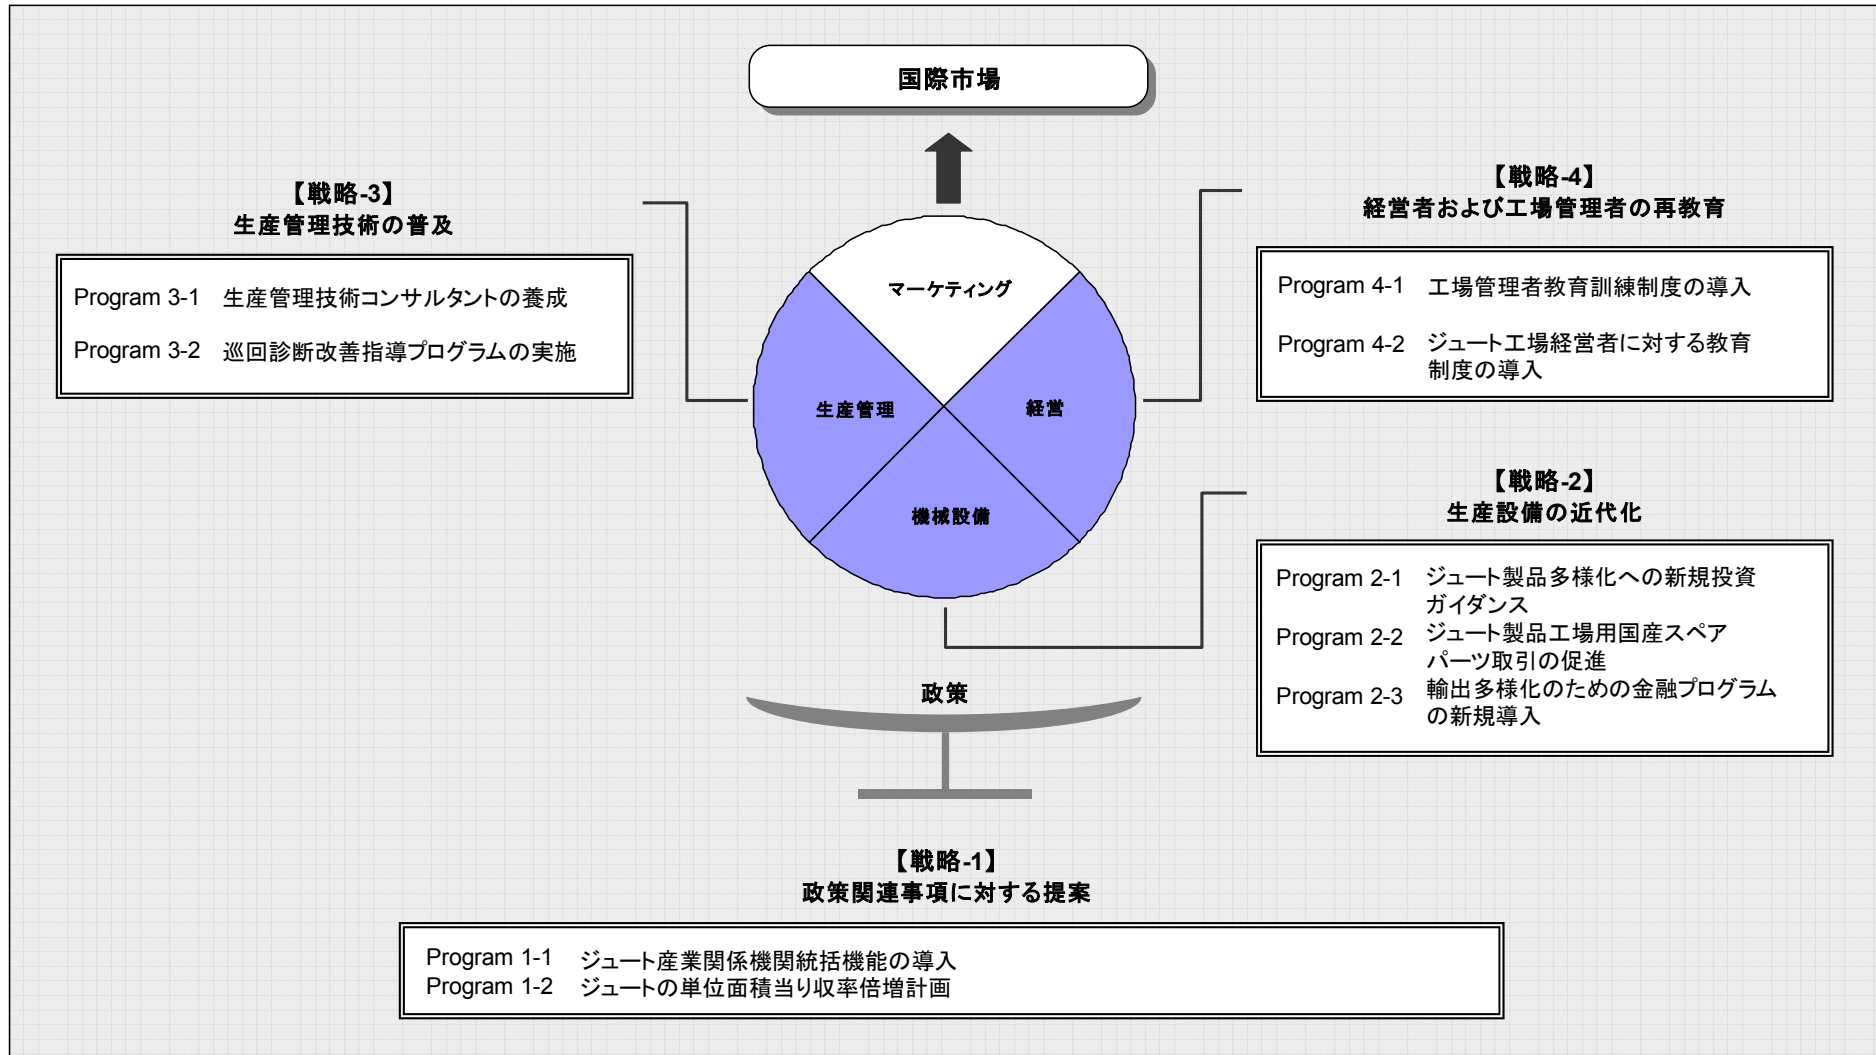 国際市場
【戦略-3】
生産管理技術の普及
Program 3-1 生産管理技術コンサルタントの養成
Program 3-2 巡回診断改善指導プログラムの実施
【戦略-4】
経営者および工場管理者の再教育
Program 4-1 工場管理者教育訓練制度の導入
Program 4-2 ジュート工場経営者に対する教育
制度の導入
マーケティング
生産管理
経営
機械設備
【戦略-2】
生産設備の近代化
Program 2-1 ジュート製品多様化への新規投資
ガイダンス
Program 2-2 ジュート製品工場用国産スペア
パーツ取引の促進
Program 2-3 輸出多様化のための金融プログラム
の新規導入
政策
【戦略-1】
政策関連事項に対する提案
Program 1-1 ジュート産業関係機関統括機能の導入
Program 1-2 ジュートの単位面積当り収率倍増計画